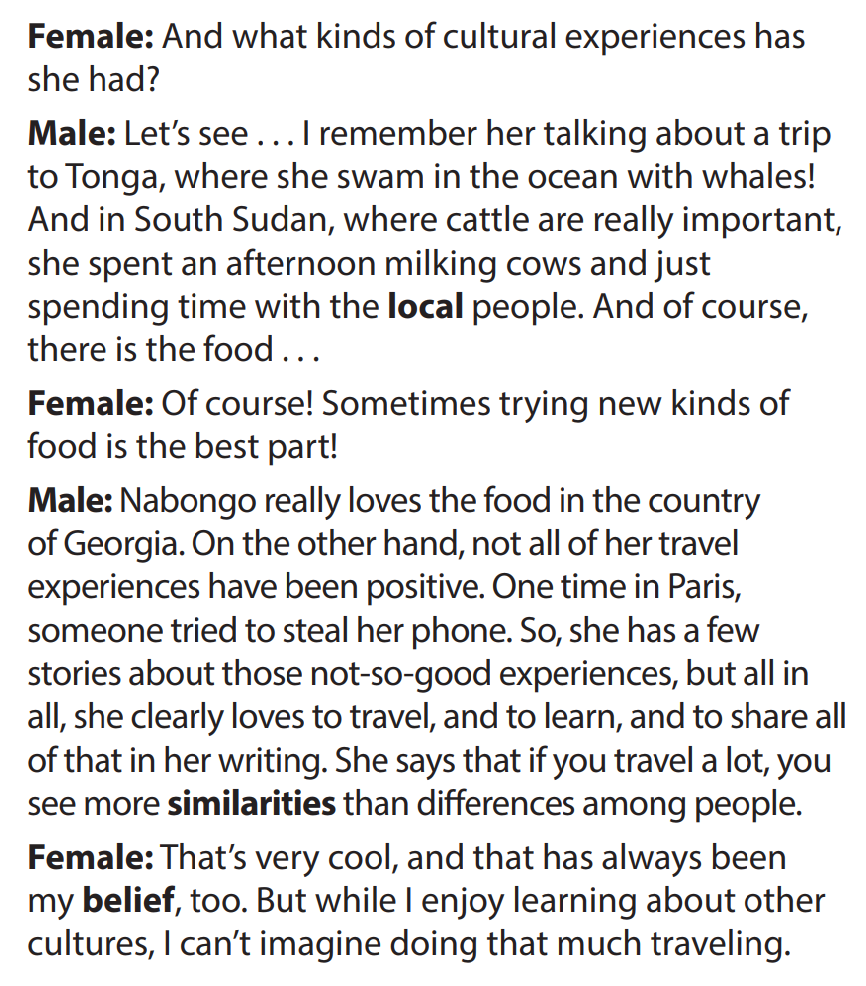 Female: And what kinds of cultural experiences has
she had?
Male: Let’s see . . . I remember her talking about a trip
to Tonga, where she swam in the ocean with whales!
And in South Sudan, where cattle are really important,
she spent an afternoon milking cows and just
spending time with the local people. And of course,
there is the food . . .
Female: Of course! Sometimes trying new kinds of
food is the best part!
Male: Nabongo really loves the food in the country
of Georgia. On the other hand, not all of her travel
experiences have been positive. One time in Paris,
someone tried to steal her phone. So, she has a few
stories about those not-so-good experiences, but all in
all, she clearly loves to travel, and to learn, and to share all
of that in her writing. She says that if you travel a lot, you
see more similarities than differences among people.
Female: That’s very cool, and that has always been
my belief, too. But while I enjoy learning about other
cultures, I can’t imagine doing that much traveling.